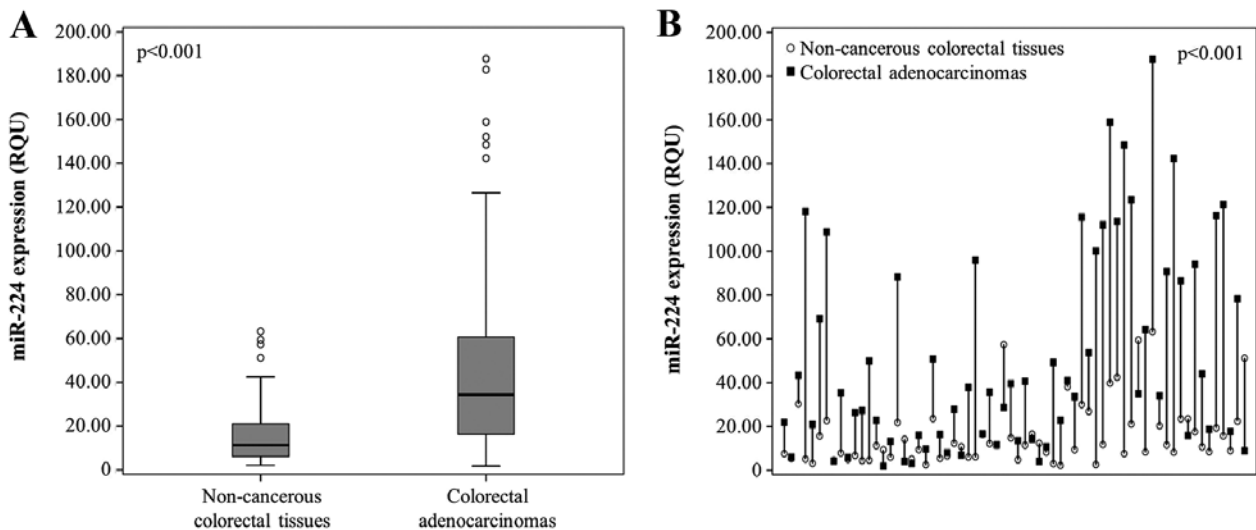 A
p<0.001
miR-224 expression (RQU)
200.00
180.00
160.00
140.00
120.00
100.00
80.00
60.00
40.00
20.00
0
Non-cancerous
colorectal tissues
Colorectal
adenocarcinomas
B
Non-cancerous colorectal tissues
Colorectal adenocarcinomas
p<0.001
miR-224 expression (RQU)
200.00
180.00
160.00
140.00
120.00
100.00
80.00
60.00
40.00
20.00
0